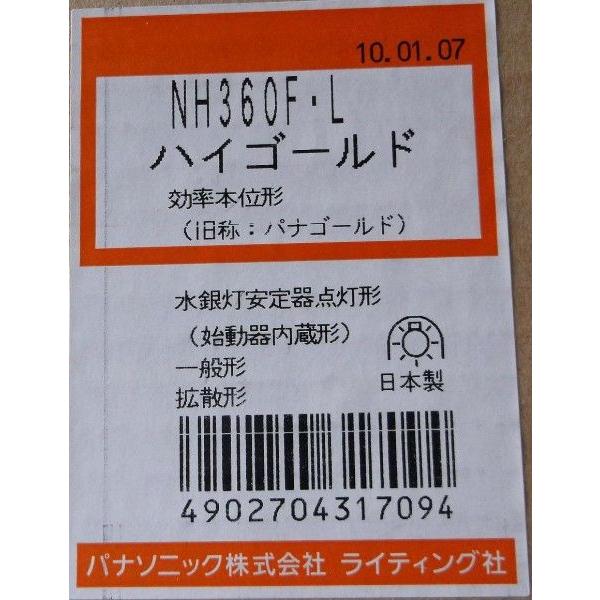 10.01.07
NH360F・L
ハイゴールド
効率本位形
(旧称:パナゴールド)
水銀灯安定器点灯形
(始動器内蔵形)
一般形
拡散形
日本製
4902704317094
パナソニック株式会社 ライティング社